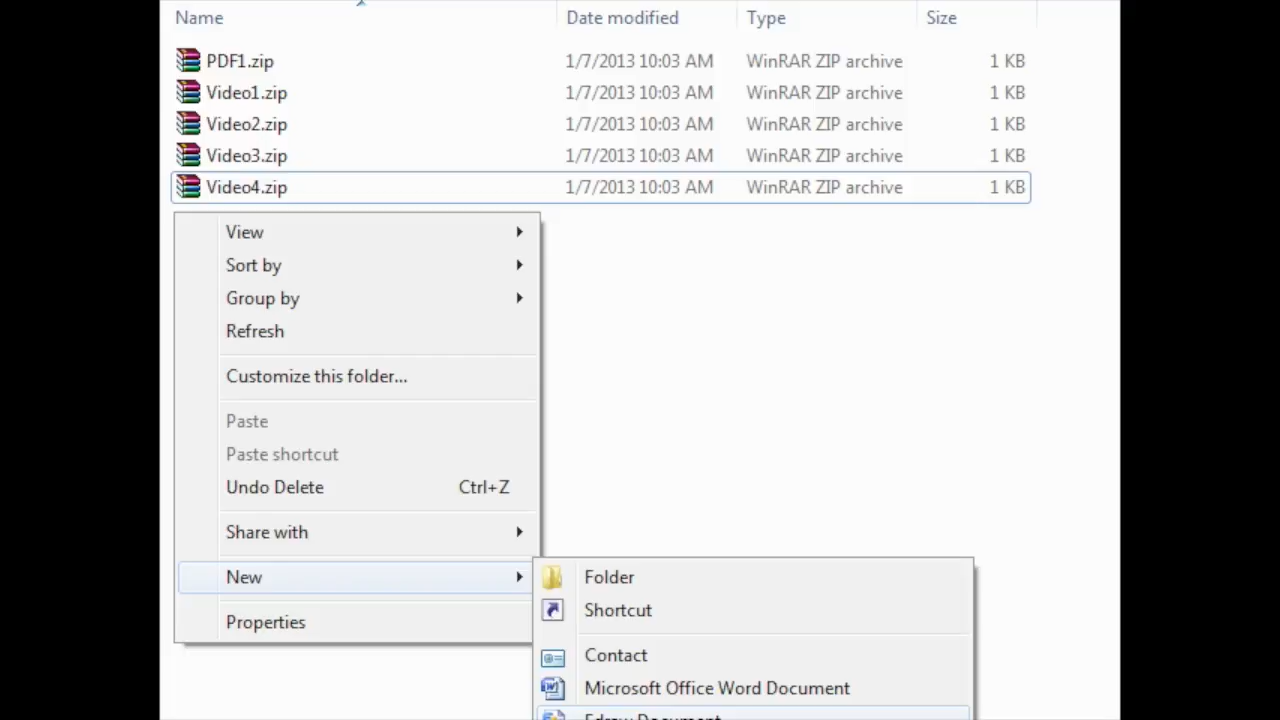 Name Date modified Type Size
PDF1.zip 1/7/2013 10:03 AM WinRAR ZIP archive 1 KB
Video1.zip 1/7/2013 10:03 AM WinRAR ZIP archive 1 KB
Video2.zip 1/7/2013 10:03 AM WinRAR ZIP archive 1 KB
Video3.zip 1/7/2013 10:03 AM WinRAR ZIP archive 1 KB
Video4.zip 1/7/2013 10:03 AM WinRAR ZIP archive 1 KB
View
Sort by
Group by
Refresh
Customize this folder...
Paste
Paste shortcut
Undo Delete Ctrl+Z
Share with
New
Properties
Folder
Shortcut
Contact
Microsoft Office Word Document
Edraw Document